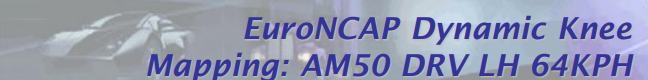 EuroNCAP Dynamic Knee
Mapping: AM50 DRV LH 64KPH